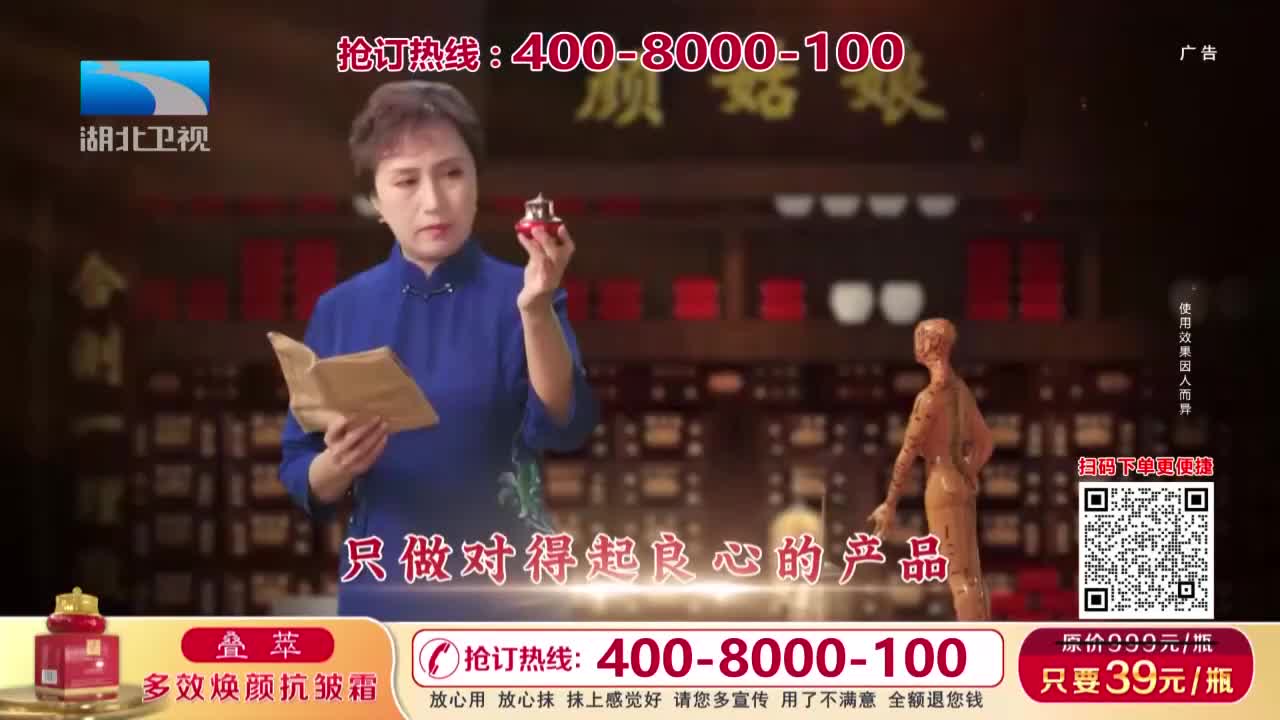 抢订热线：400-8000-100
广告
湖北卫视
顾姑娘
使用效果因人而异
扫码下单更便捷
只做对得起良心的产品
叠萃
多效焕颜抗皱霜
抢订热线：400-8000-100
放心用 放心抹 抹上感觉好 请您多宣传 用了不满意 全额退您钱
原价999元/瓶
只要39元/瓶